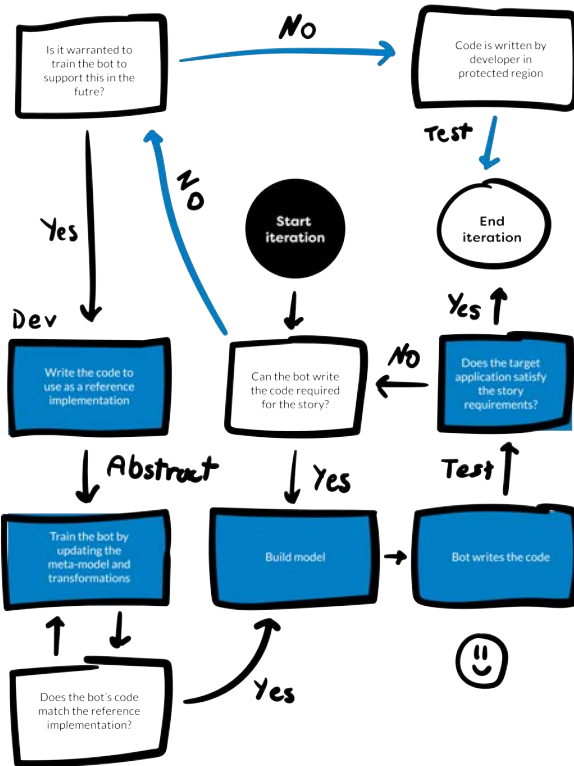 No
Is it warranted to
train the bot to
support this in the
futre?
Code is written by
developer in
protected region
Test
No
Start
iteration
End
iteration
Yes
Yes
Dev
Write the code to
use as a reference
implementation
Can the bot write
the code required
for the story?
No
Does the target
application satisfy
the story
requirements?
Abstract
Yes
Test
Train the bot by
updating the
meta-model and
transformations
Build model
Bot writes the code
Does the bot's code
match the reference
implementation?
Yes